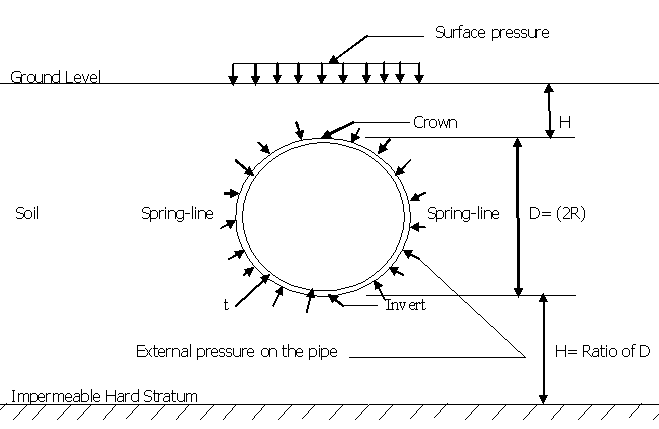 Surface pressure
Ground Level
Crown
H
Soil
Spring-line
Spring-line
D= (2R)
t
Invert
External pressure on the pipe
H= Ratio of D
Impermeable Hard Stratum